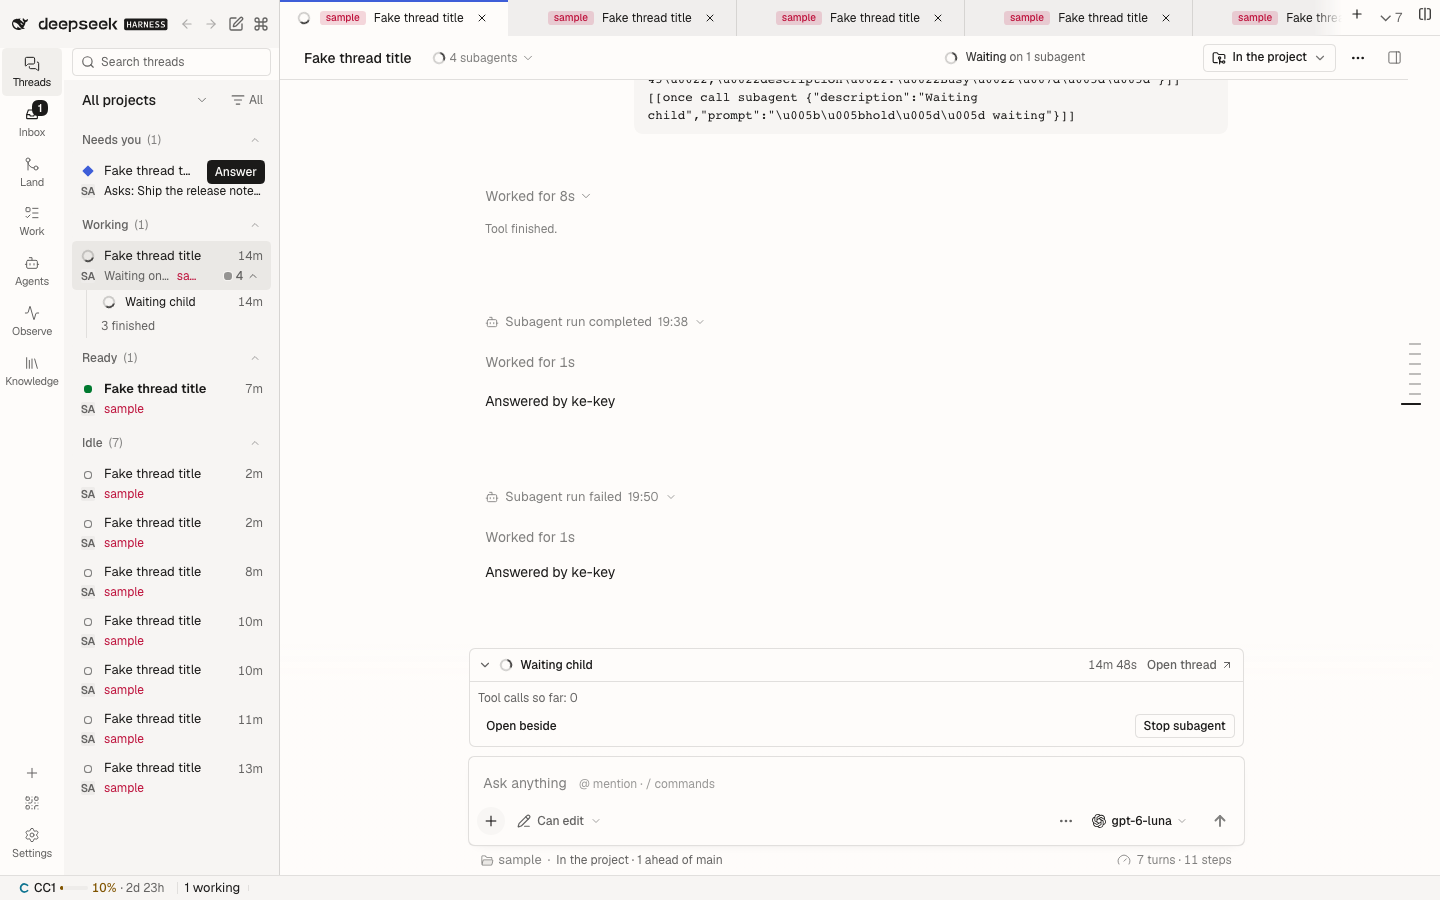 deepseek HARNESS
Threads
1
Inbox
Land
Work
Agents
Observe
Knowledge
Settings
Search threads
All projects
All
Needs you (1)
Fake thread t...
Answer
SA Asks: Ship the release note...
Working (1)
Fake thread title 14m
SA Waiting on... sa... 4
Waiting child 14m
3 finished
Ready (1)
Fake thread title 7m
SA sample
Idle (7)
Fake thread title 2m
SA sample
Fake thread title 2m
SA sample
Fake thread title 8m
SA sample
Fake thread title 10m
SA sample
Fake thread title 10m
SA sample
Fake thread title 11m
SA sample
Fake thread title 13m
SA sample
sample Fake thread title
sample Fake thread title
sample Fake thread title
sample Fake thread title
sample Fake thre
7
Fake thread title 4 subagents
Waiting on 1 subagent
In the project
[[once call subagent {"description":"Waiting
child","prompt":"\u005b\u005bhold\u005d\u005d waiting"}]]
Worked for 8s
Tool finished.
Subagent run completed 19:38
Worked for 1s
Answered by ke-key
Subagent run failed 19:50
Worked for 1s
Answered by ke-key
Waiting child 14m 48s Open thread
Tool calls so far: 0
Open beside Stop subagent
Ask anything @ mention · / commands
Can edit
gpt-6-luna
sample · In the project · 1 ahead of main
7 turns · 11 steps
CC1 10% · 2d 23h 1 working